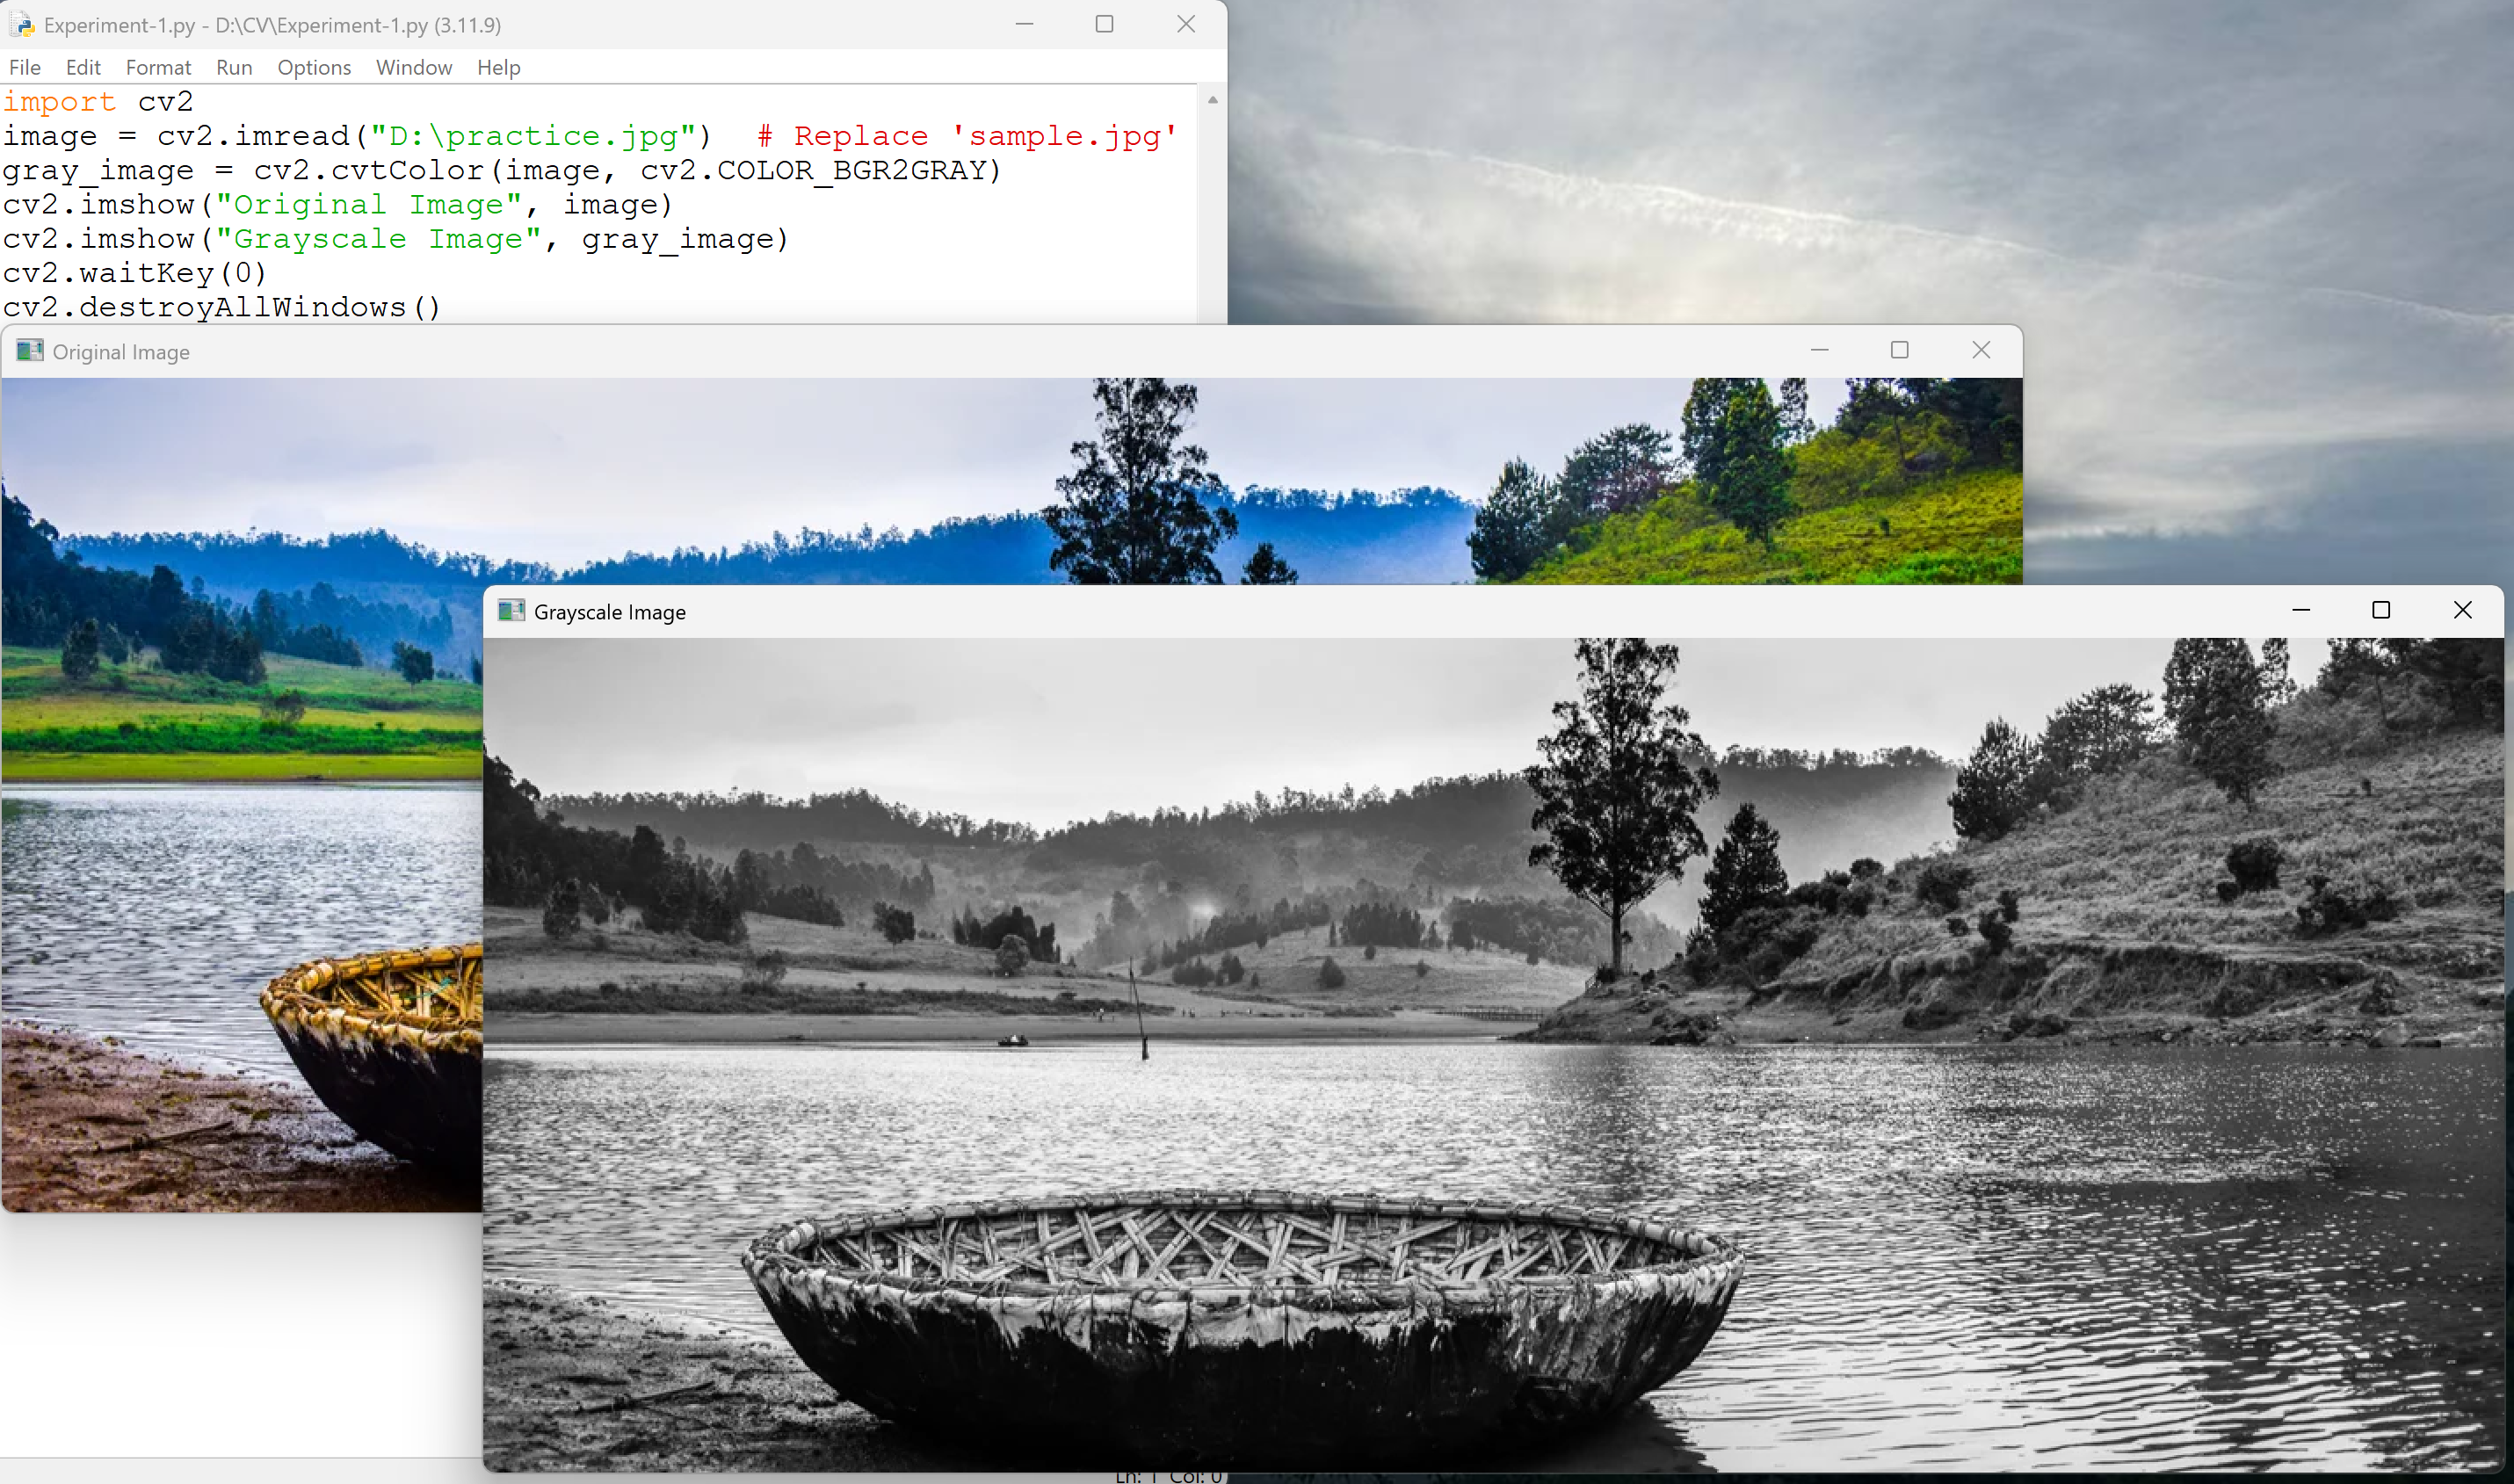 Experiment-1.py - D:\CV\Experiment-1.py (3.11.9)
File Edit Format Run Options Window Help
import cv2
image = cv2.imread("D:\practice.jpg")  # Replace 'sample.jpg'
gray_image = cv2.cvtColor(image, cv2.COLOR_BGR2GRAY)
cv2.imshow("Original Image", image)
cv2.imshow("Grayscale Image", gray_image)
cv2.waitKey(0)
cv2.destroyAllWindows()
Original Image
Grayscale Image
Ln: 1 Col: 0